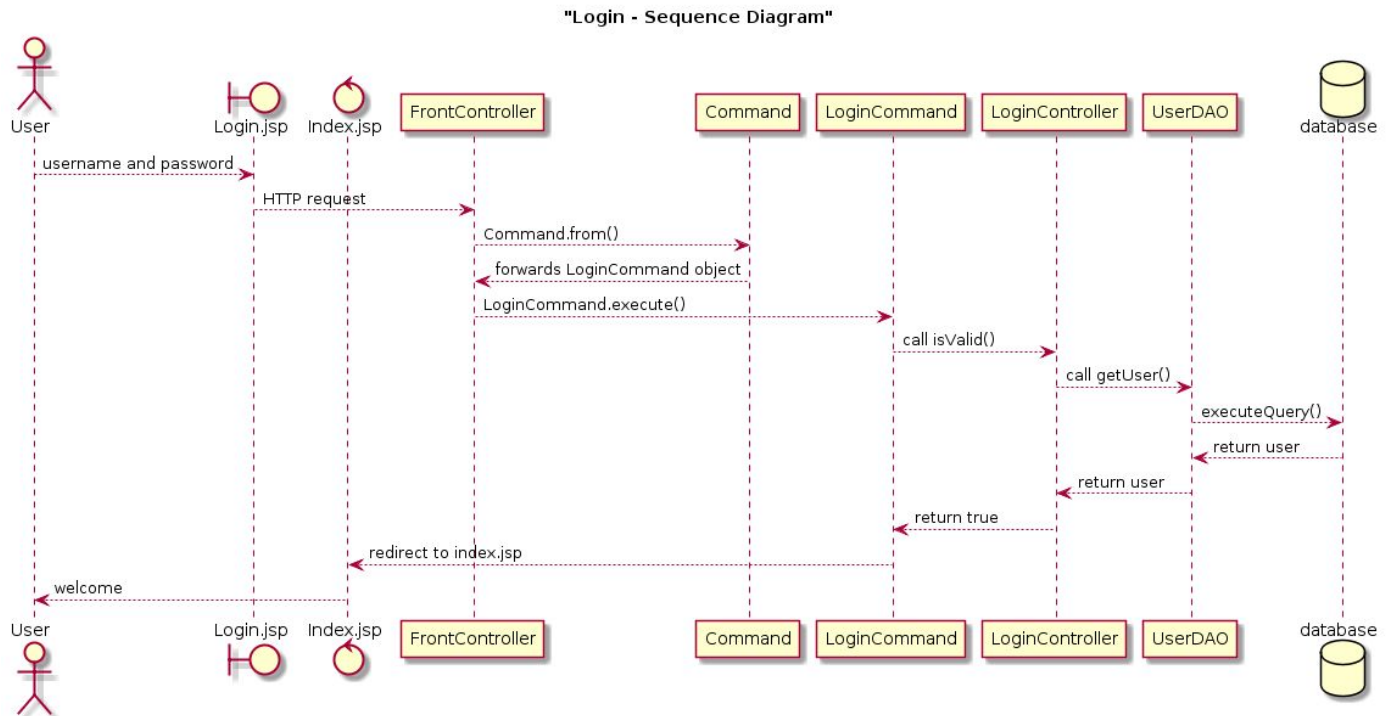 "Login - Sequence Diagram"
User
Login.jsp
Index.jsp
FrontController
Command
LoginCommand
LoginController
UserDAO
database
username and password
HTTP request
Command.from()
forwards LoginCommand object
LoginCommand.execute()
call isValid()
call getUser()
executeQuery()
return user
return user
return true
redirect to index.jsp
welcome
User
Login.jsp
Index.jsp
FrontController
Command
LoginCommand
LoginController
UserDAO
database